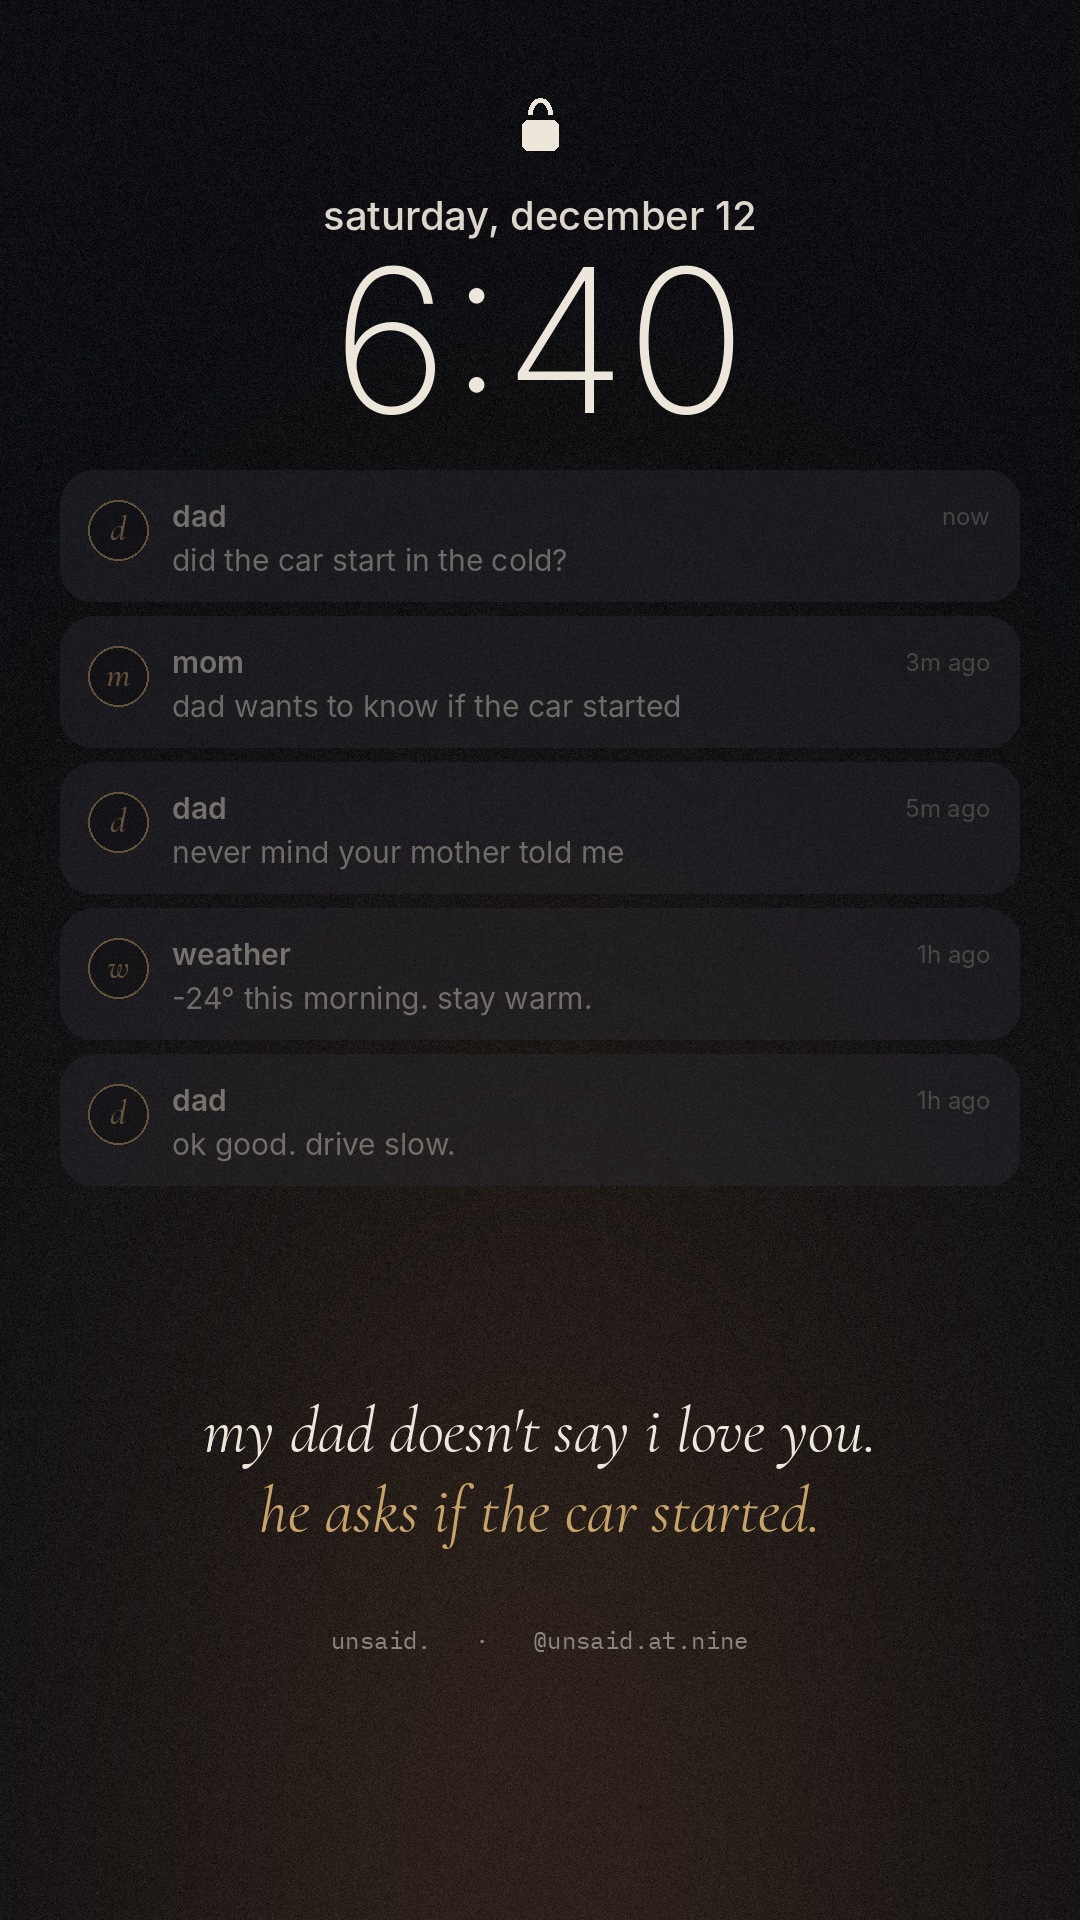 saturday, december 12
6:40
d
dad
now
did the car start in the cold?
m
mom
3m ago
dad wants to know if the car started
d
dad
5m ago
never mind your mother told me
w
weather
1h ago
-24° this morning. stay warm.
d
dad
1h ago
ok good. drive slow.
my dad doesn't say i love you.
he asks if the car started.
unsaid. · @unsaid.at.nine